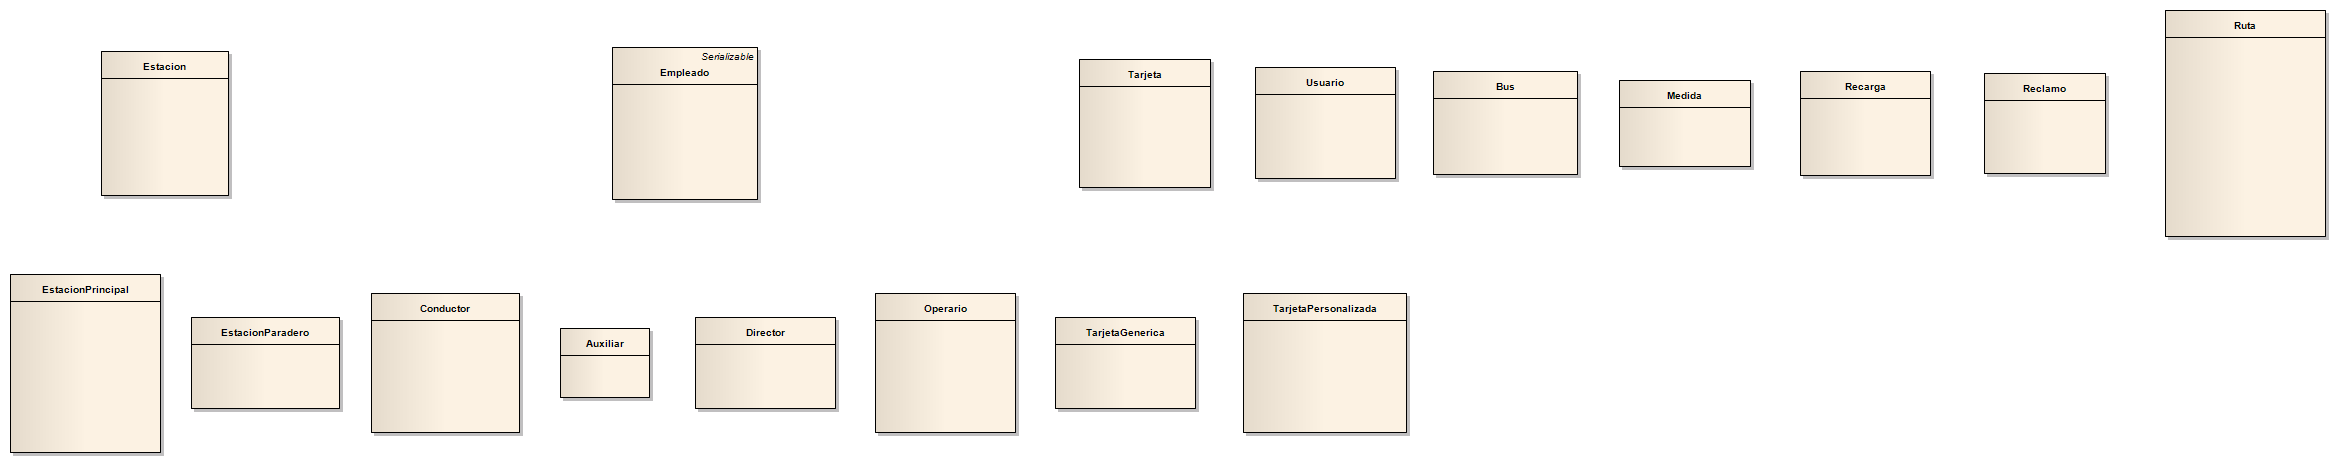 Estacion
Serializable
Empleado
Tarjeta
Usuario
Bus
Medida
Recarga
Reclamo
Ruta
EstacionPrincipal
EstacionParadero
Conductor
Auxiliar
Director
Operario
TarjetaGenerica
TarjetaPersonalizada